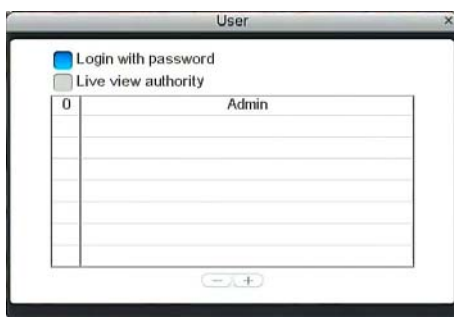 User ×
Login with password
Live view authority
0 Admin
− +